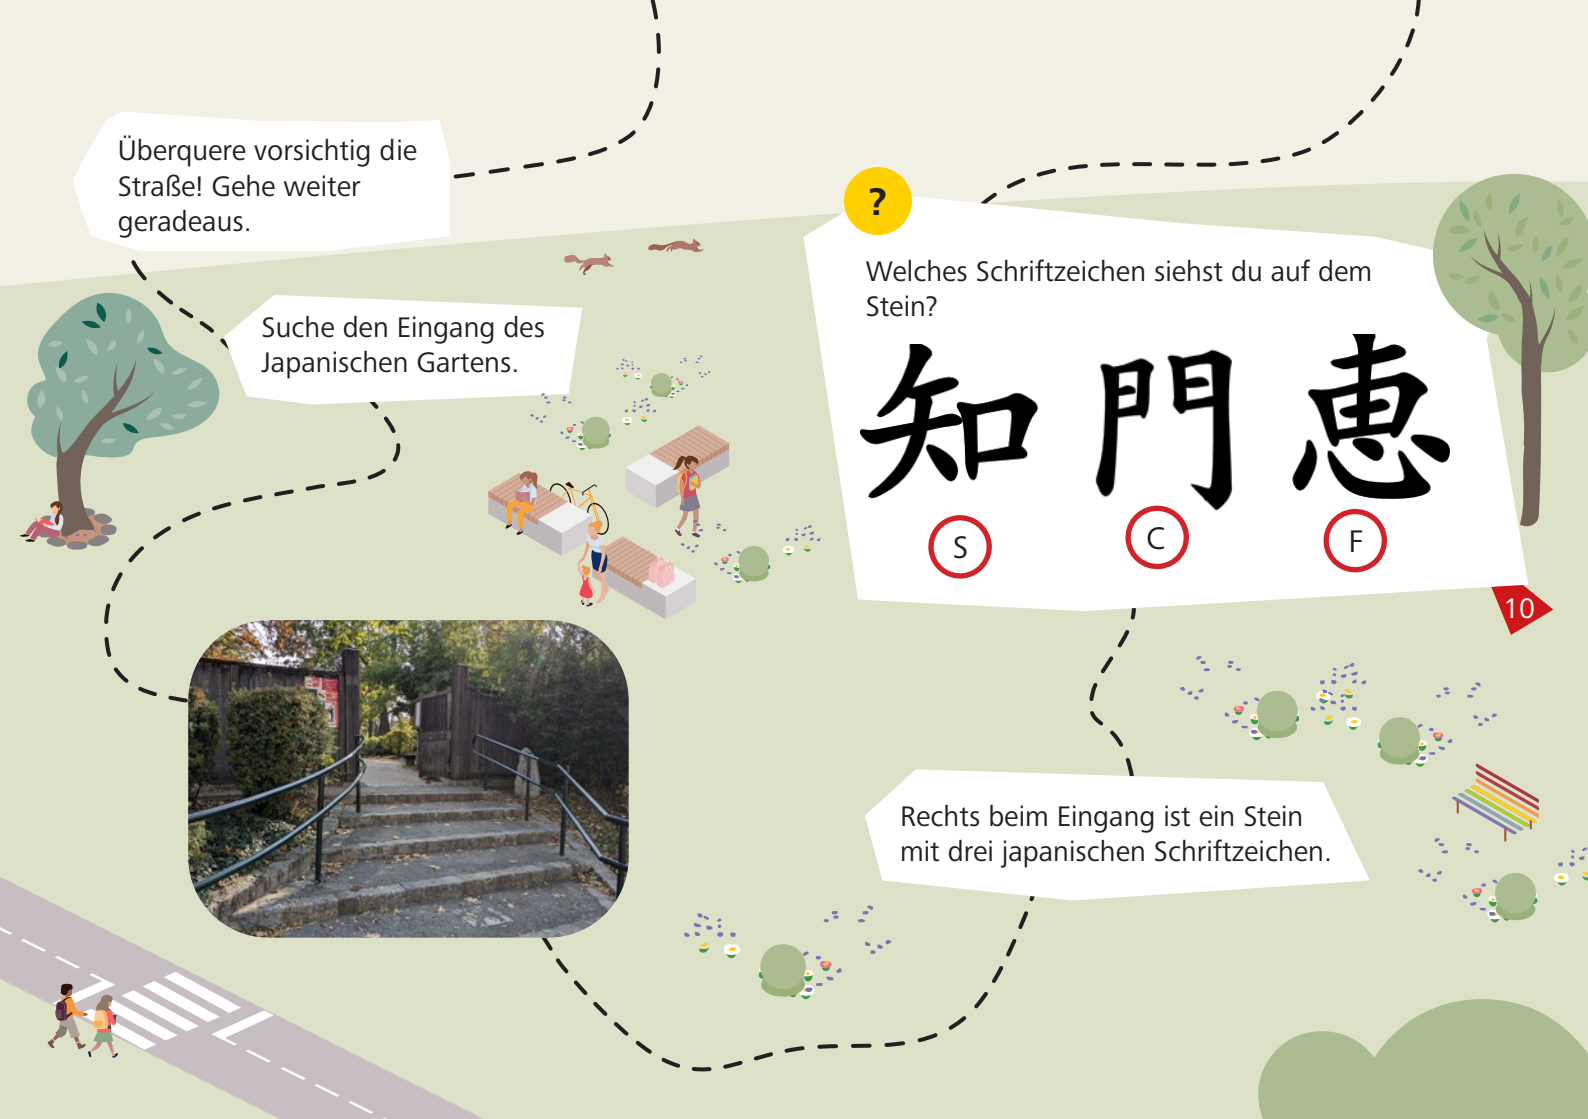 Überquere vorsichtig die
Straße! Gehe weiter
geradeaus.
Suche den Eingang des
Japanischen Gartens.
?
Welches Schriftzeichen siehst du auf dem
Stein?
知 門 恵
S C F
10
Rechts beim Eingang ist ein Stein
mit drei japanischen Schriftzeichen.